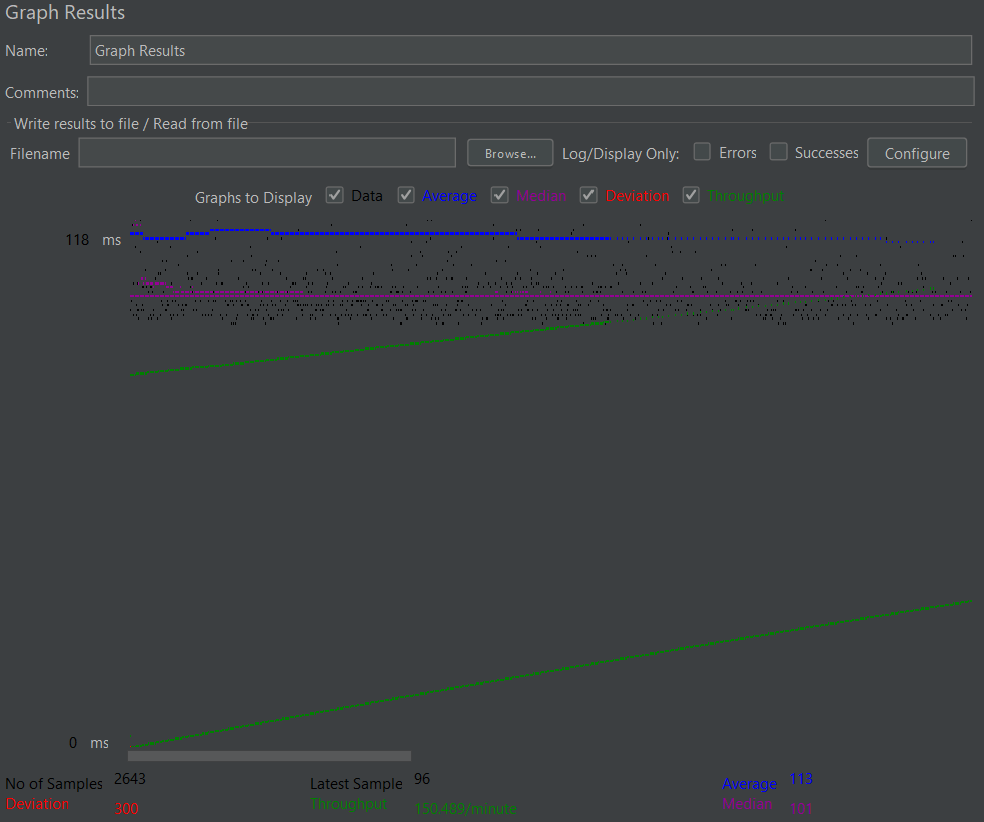 Graph Results
Name: Graph Results
Comments:
Write results to file / Read from file
Filename Browse... Log/Display Only: Errors Successes Configure
Graphs to Display Data Average Median Deviation Throughput
118 ms
0 ms
No of Samples 2643 Latest Sample 96 Average 113
Deviation 300 Throughput 150.489/minute Median 101